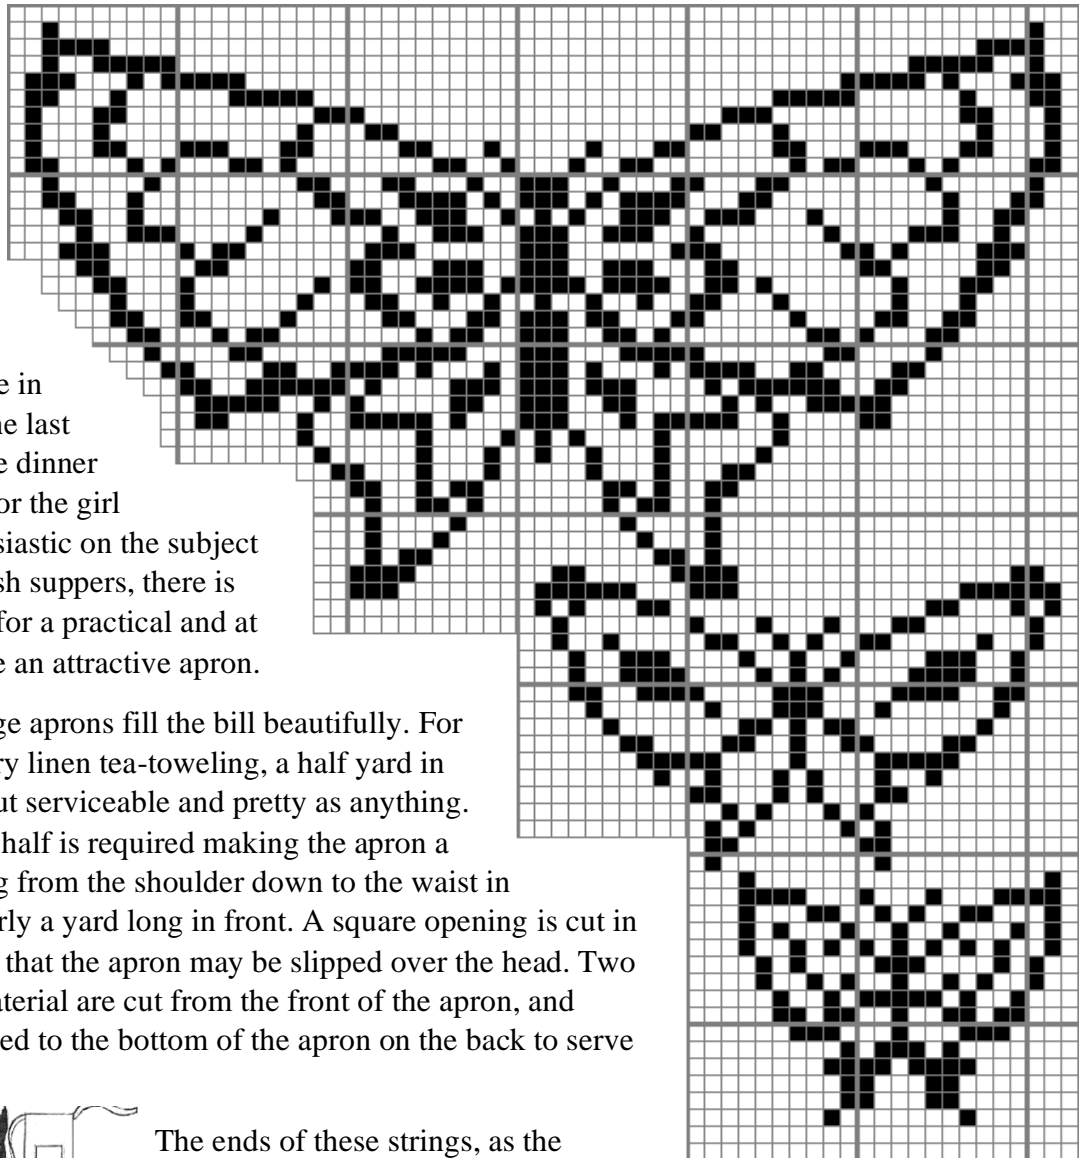 e in
e last
e dinner
or the girl
siastic on the subject
sh suppers, there is
for a practical and at
e an attractive apron.
ge aprons fill the bill beautifully. For
ry linen tea-toweling, a half yard in
ut serviceable and pretty as anything.
half is required making the apron a
g from the shoulder down to the waist in
rly a yard long in front. A square opening is cut in
that the apron may be slipped over the head. Two
aterial are cut from the front of the apron, and
ed to the bottom of the apron on the back to serve
The ends of these strings, as the